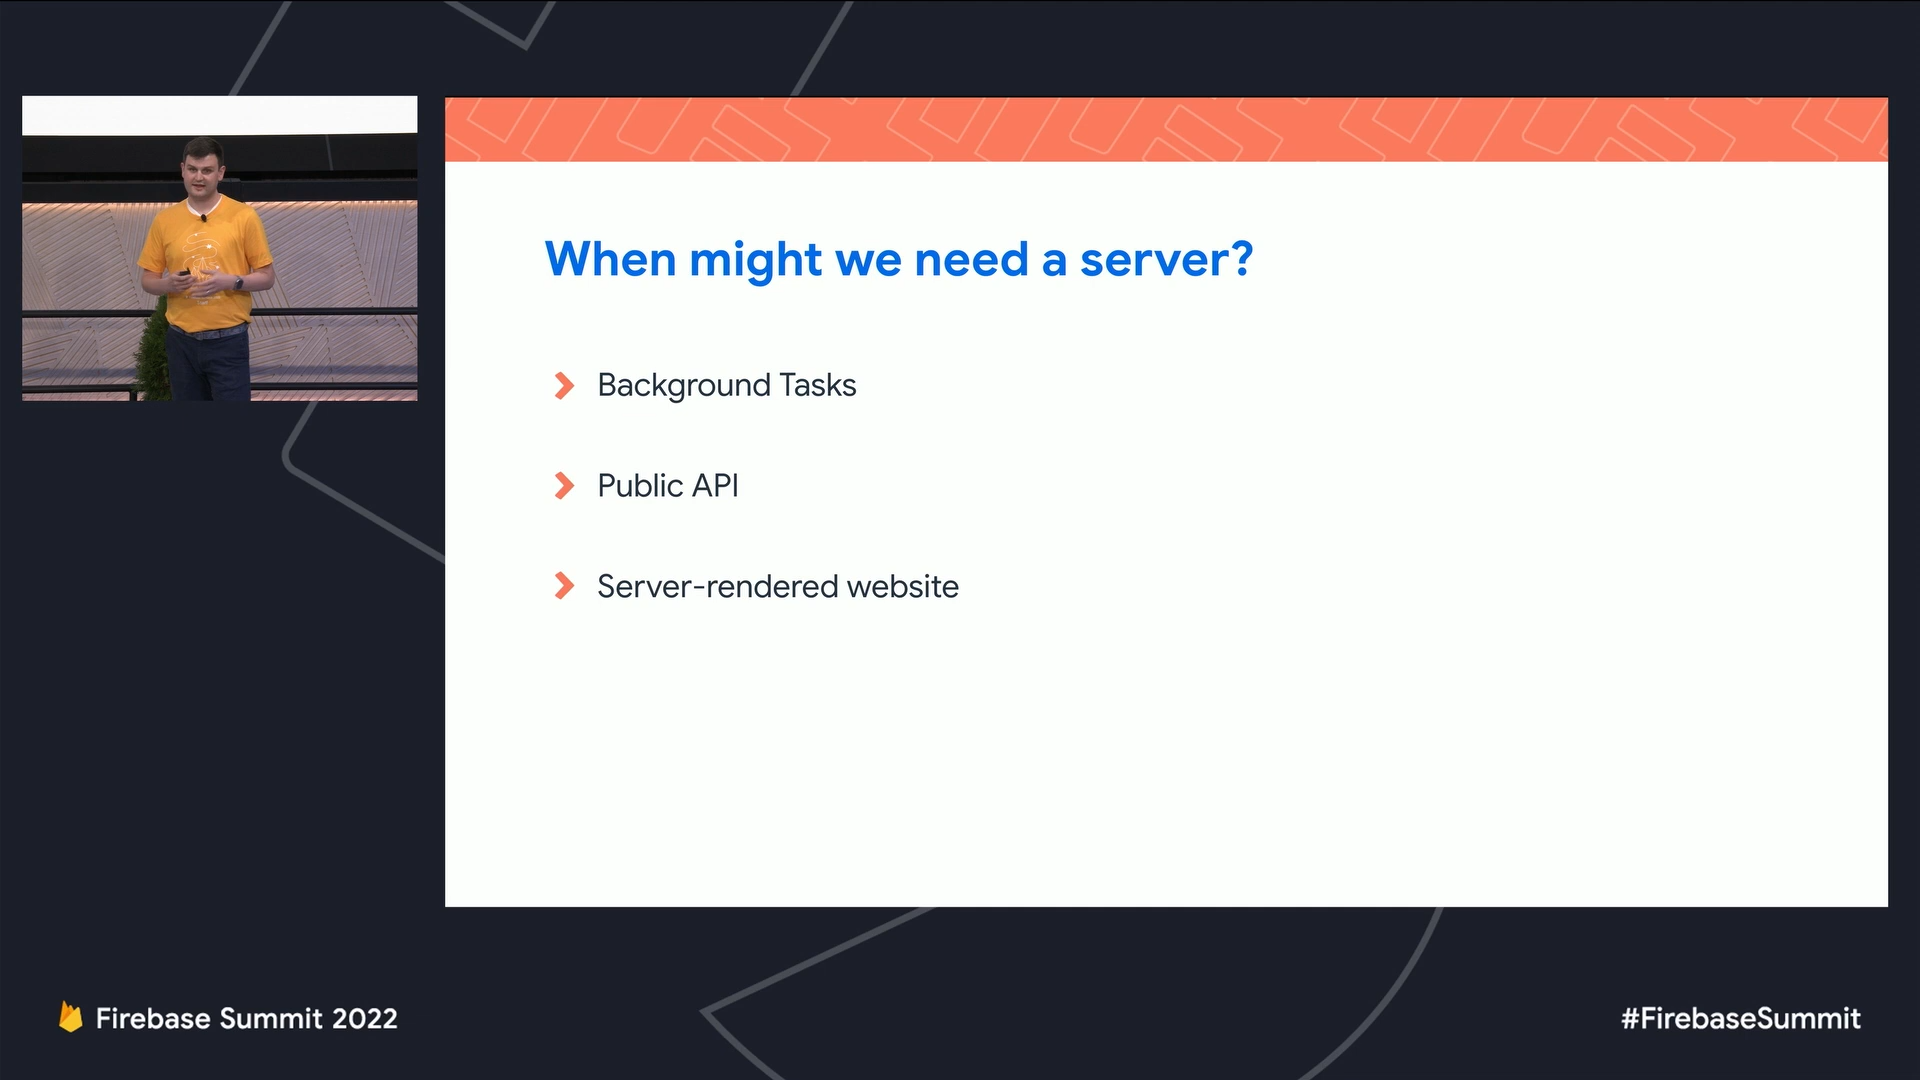 When might we need a server?
Background Tasks
Public API
Server-rendered website
Firebase Summit 2022
#FirebaseSummit